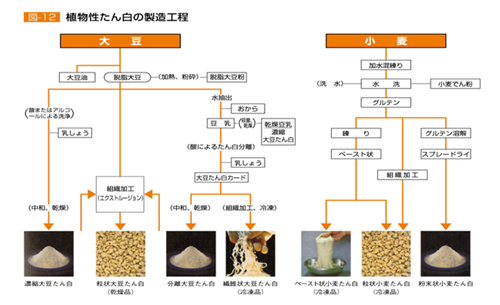 図-12 植物性たん白の製造工程
大豆
小麦
大豆油
脱脂大豆
(加熱、粉砕)
脱脂大豆粉
加水混練り
(洗 水)
水 洗
小麦でん粉
グルテン
水抽出
おから
(酸またはアルコールによる洗浄)
乳しょう
豆 乳
乾燥豆乳
濃縮
大豆たん白
(酸によるたん白分離)
乳しょう
大豆たん白カード
練 り
グルテン溶解
ペースト状
スプレードライ
組織加工
組織加工
(エクストルージョン)
(中和、乾燥)
(中和、乾燥)
(組織加工、冷凍)
濃縮大豆たん白
粒状大豆たん白
(乾燥品)
分離大豆たん白
繊維状大豆たん白
(冷凍品)
ペースト状小麦たん白
(冷凍品)
粒状小麦たん白
(冷凍品)
粉末状小麦たん白